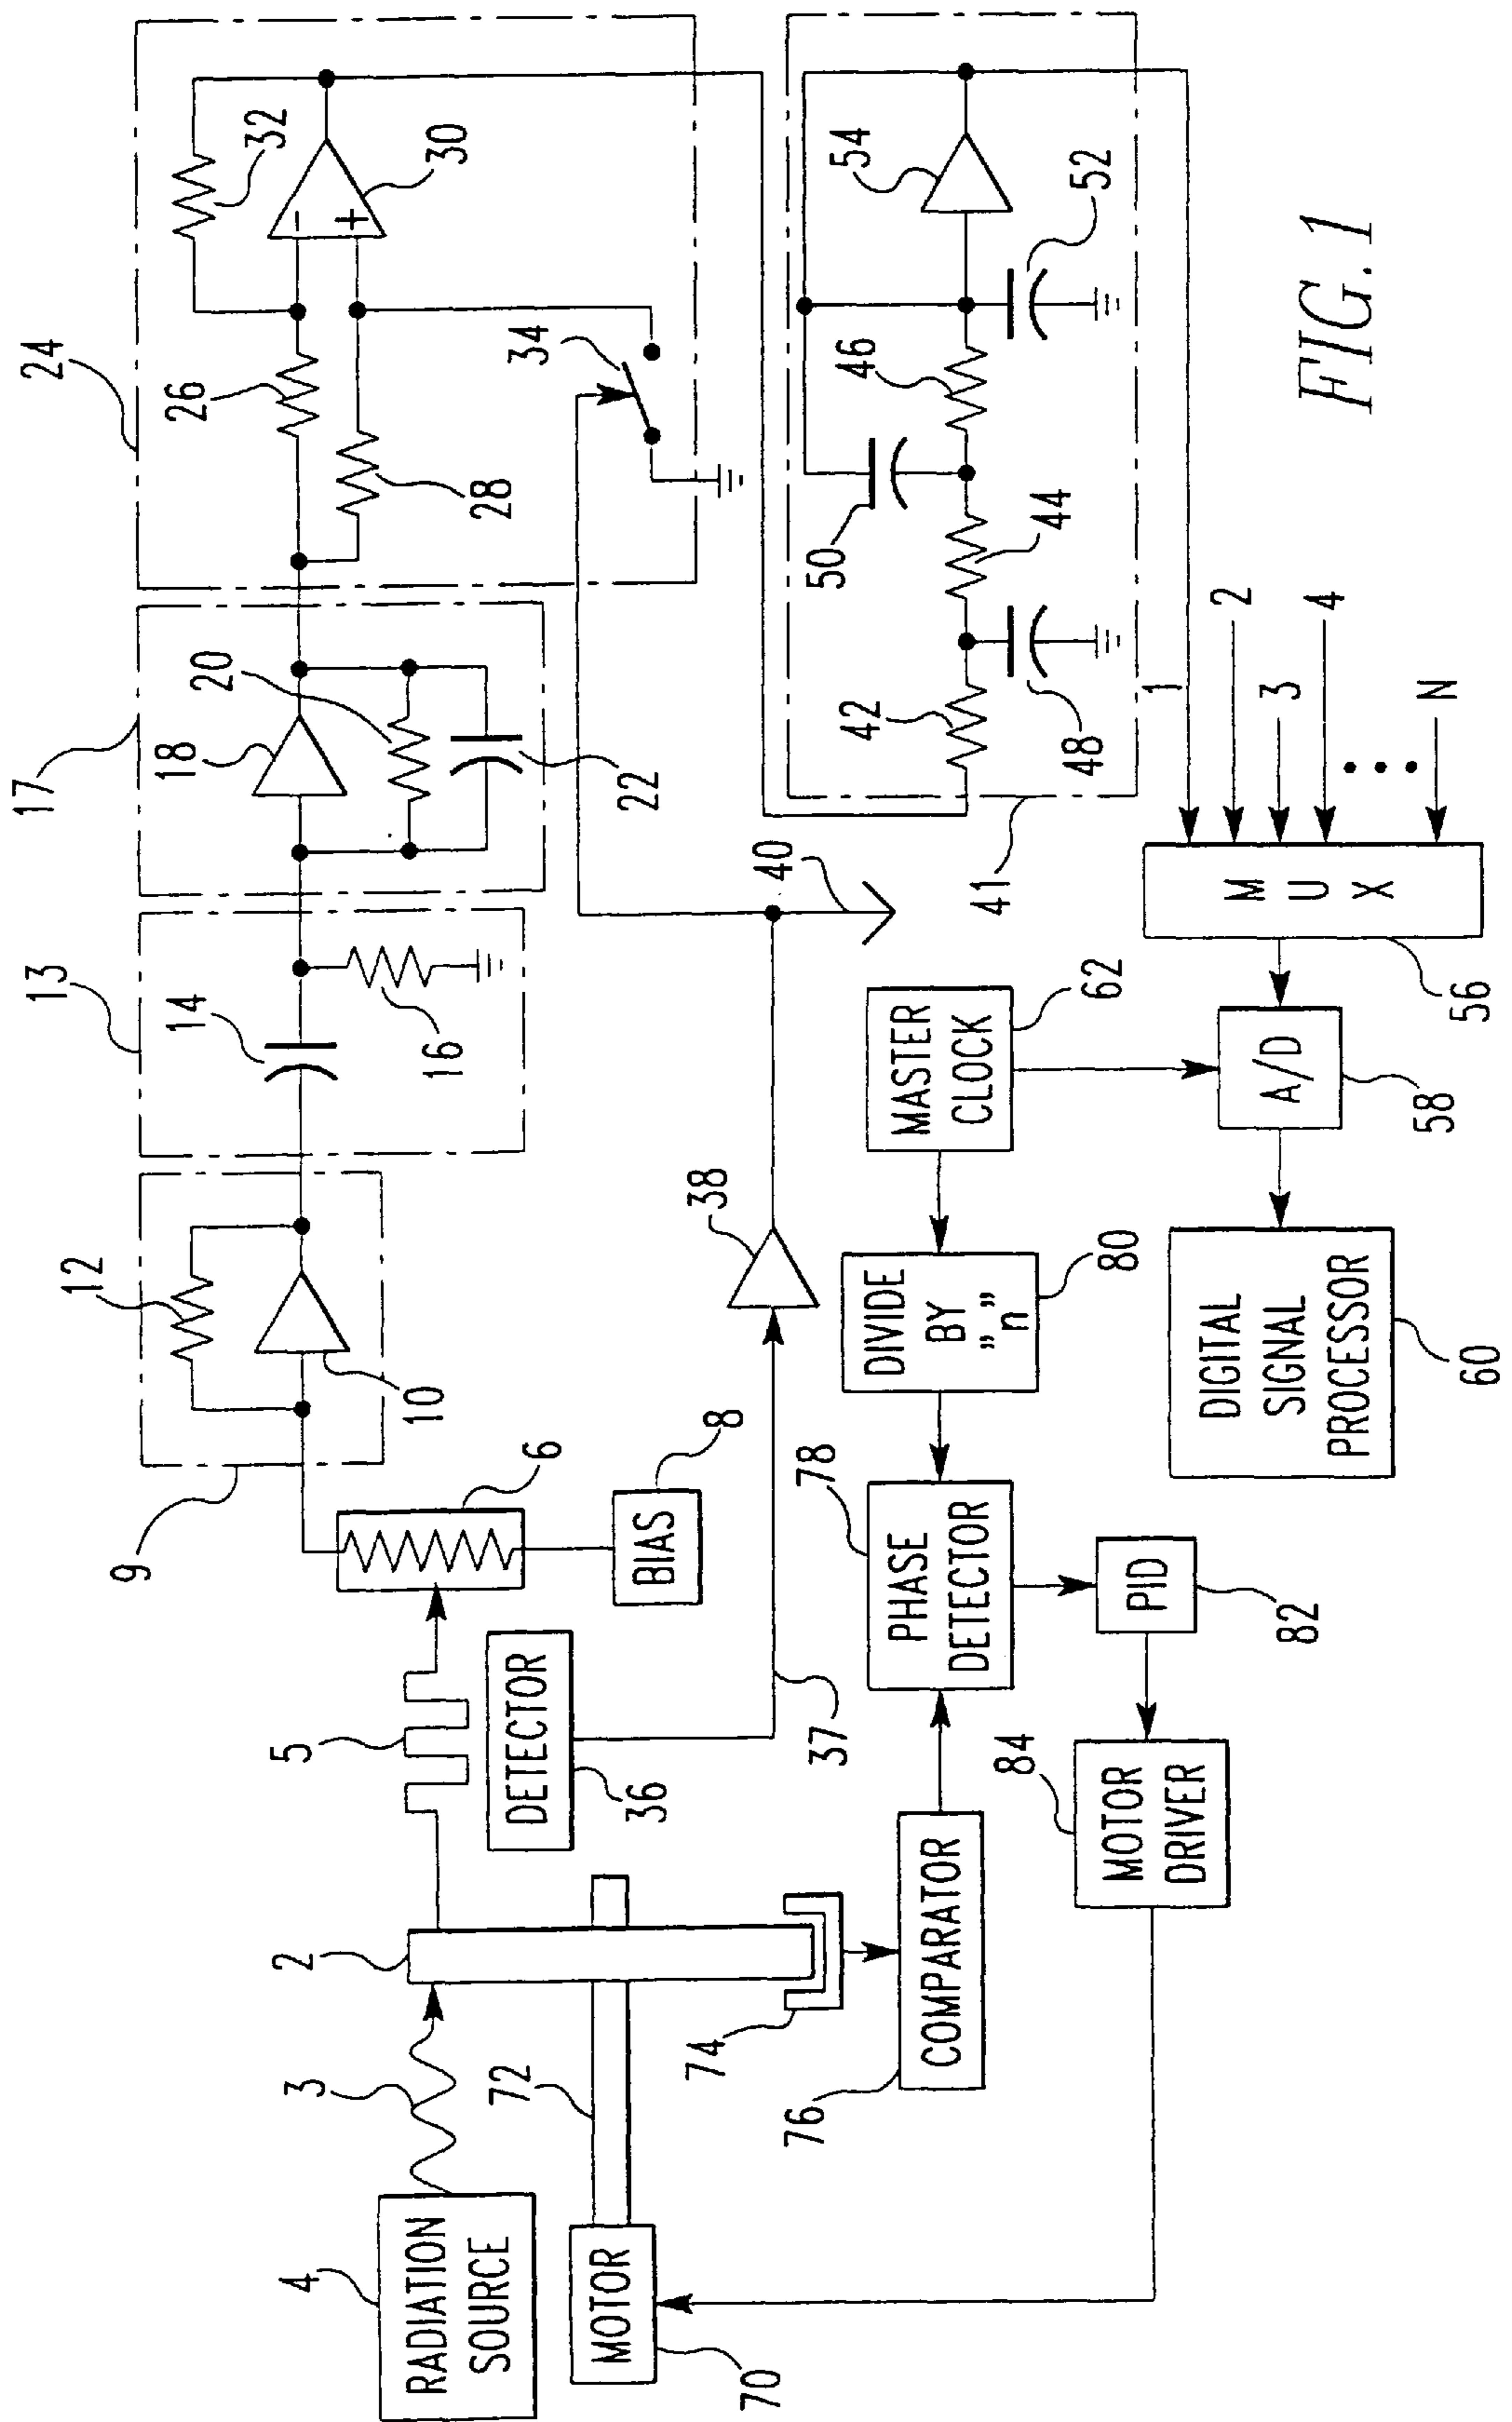 24
32
26
30
28
34
17
18
20
22
13
14
16
12
10
9
6
BIAS
8
5
DETECTOR
36
37
38
40
2
3
4
RADIATION
SOURCE
72
MOTOR
70
74
COMPARATOR
76
78
PHASE
DETECTOR
DIVIDE
BY
"n"
80
MASTER
CLOCK
62
PID
82
84
MOTOR
DRIVER
54
52
46
50
44
42
48
41
1
2
3
4
N
M
U
X
56
A/D
58
DIGITAL
SIGNAL
PROCESSOR
60
-
+
FIG. 1